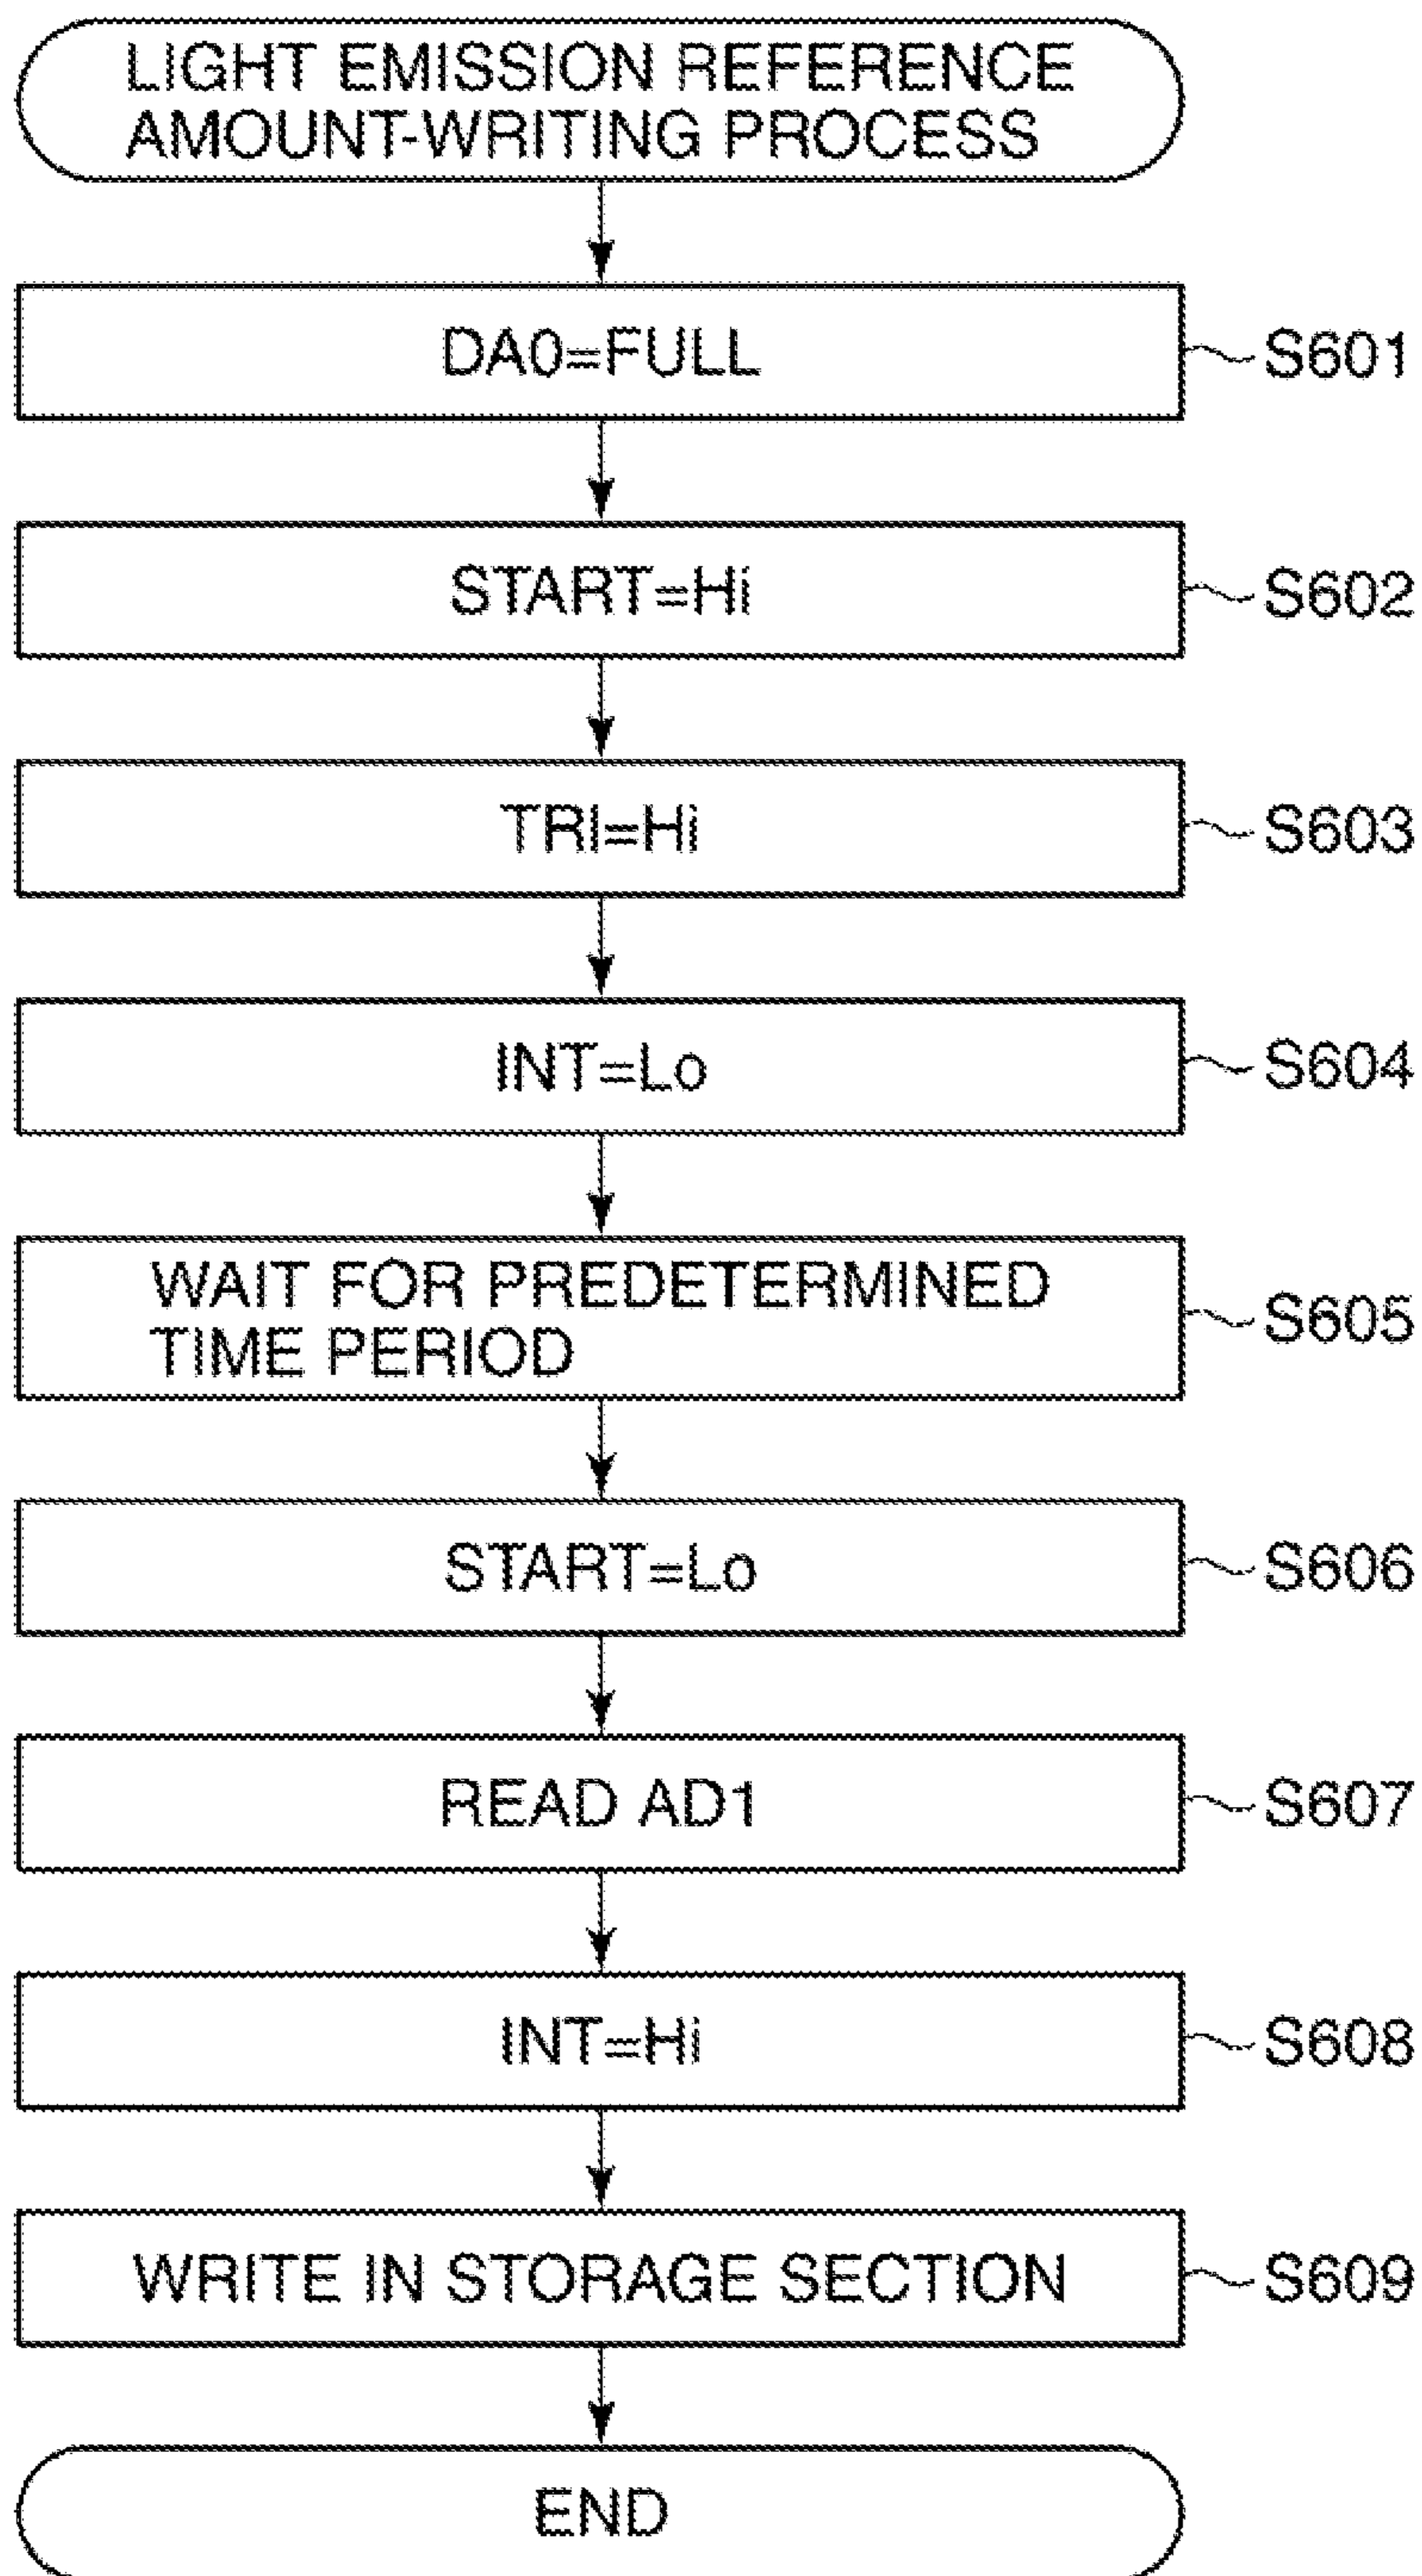 LIGHT EMISSION REFERENCE
AMOUNT-WRITING PROCESS
DA0=FULL
S601
START=Hi
S602
TRI=Hi
S603
INT=Lo
S604
WAIT FOR PREDETERMINED
TIME PERIOD
S605
START=Lo
S606
READ AD1
S607
INT=Hi
S608
WRITE IN STORAGE SECTION
S609
END